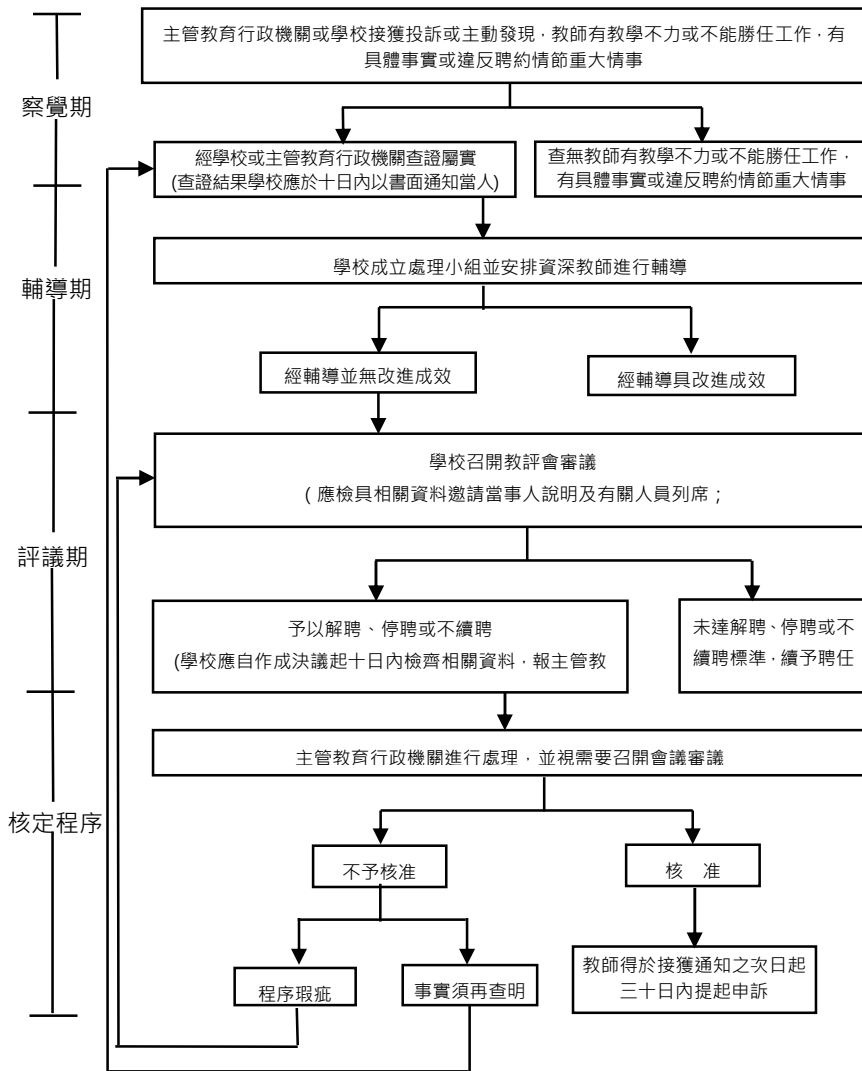 主管教育行政機關或學校接獲投訴或主動發現，教師有教學不力或不能勝任工作，有
具體事實或違反聘約情節重大情事
察覺期
經學校或主管教育行政機關查證屬實
(查證結果學校應於十日內以書面通知當人)
查無教師有教學不力或不能勝任工作，
有具體事實或違反聘約情節重大情事
輔導期
學校成立處理小組並安排資深教師進行輔導
經輔導並無改進成效
經輔導具改進成效
評議期
學校召開教評會審議
( 應檢具相關資料邀請當事人說明及有關人員列席；
予以解聘、停聘或不續聘
(學校應自作成決議起十日內檢齊相關資料，報主管教
未達解聘、停聘或不
續聘標準，續予聘任
核定程序
主管教育行政機關進行處理，並視需要召開會議審議
不予核准
核　准
程序瑕疵
事實須再查明
教師得於接獲通知之次日起
三十日內提起申訴